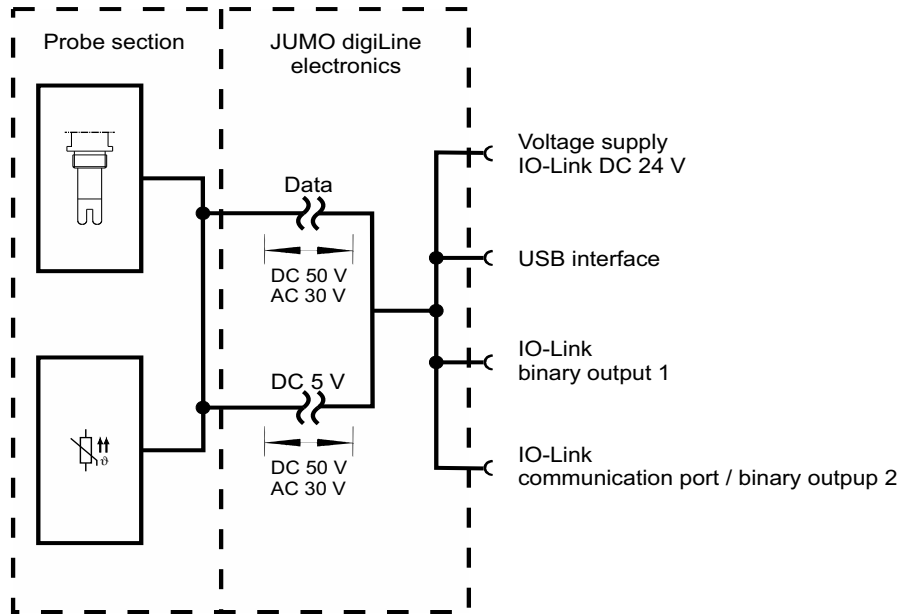 Probe section
JUMO digiLine
electronics
Voltage supply
IO-Link DC 24 V
Data
DC 50 V
AC 30 V
USB interface
IO-Link
binary output 1
DC 5 V
DC 50 V
AC 30 V
ϑ
IO-Link
communication port / binary outpup 2